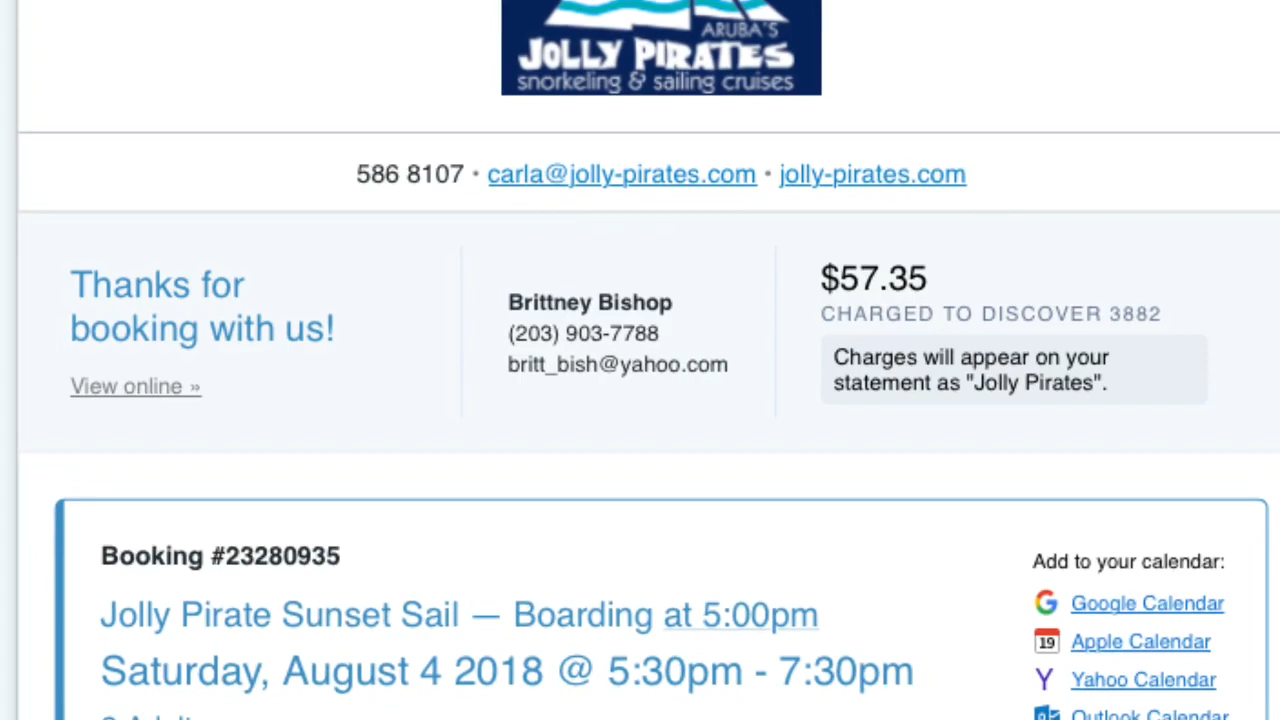 ARUBA'S
JOLLY PIRATES
snorkeling & sailing cruises
586 8107 • carla@jolly-pirates.com • jolly-pirates.com
Thanks for
booking with us!
View online »
Brittney Bishop
(203) 903-7788
britt_bish@yahoo.com
$57.35
CHARGED TO DISCOVER 3882
Charges will appear on your
statement as "Jolly Pirates".
Booking #23280935
Jolly Pirate Sunset Sail — Boarding at 5:00pm
Saturday, August 4 2018 @ 5:30pm - 7:30pm
Add to your calendar:
Google Calendar
19 Apple Calendar
Yahoo Calendar
Outlook Calendar